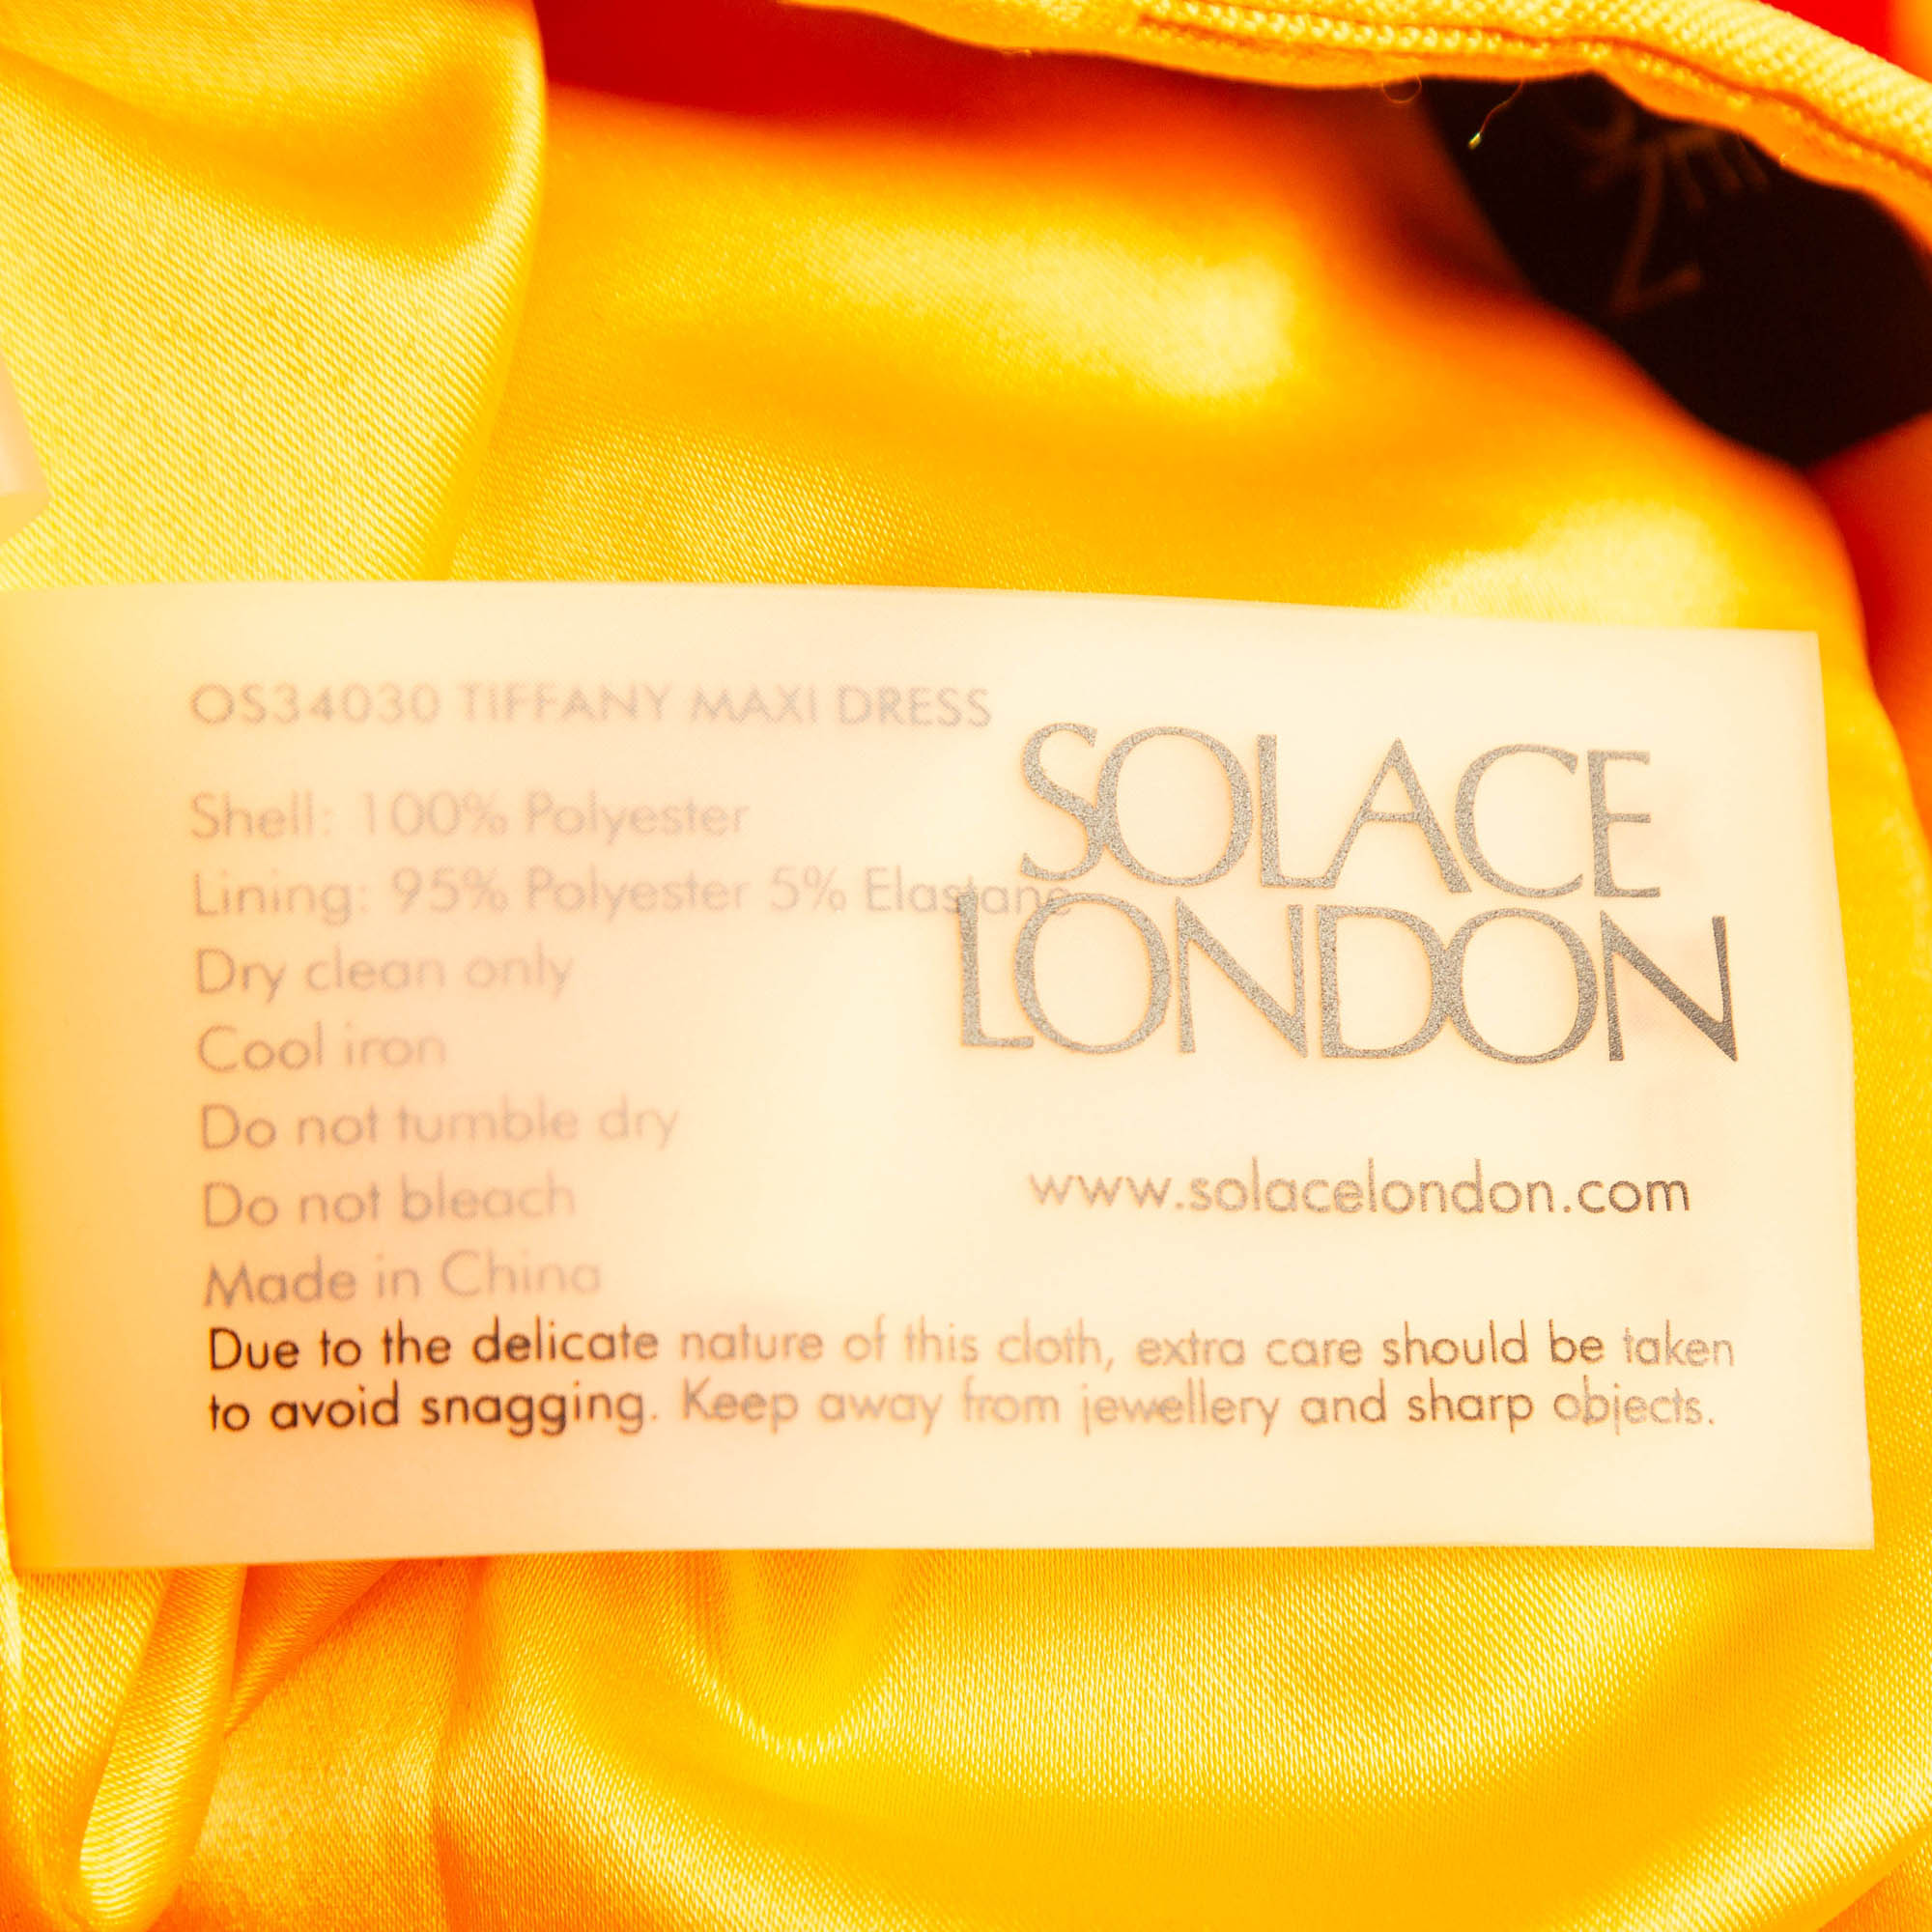 OS34030 TIFFANY MAXI DRESS
Shell: 100% Polyester
Lining: 95% Polyester 5% Elastane
Dry clean only
Cool iron
Do not tumble dry
Do not bleach
Made in China
Due to the delicate nature of this cloth, extra care should be taken
to avoid snagging. Keep away from jewellery and sharp objects.
SOLACE
LONDON
www.solacelondon.com